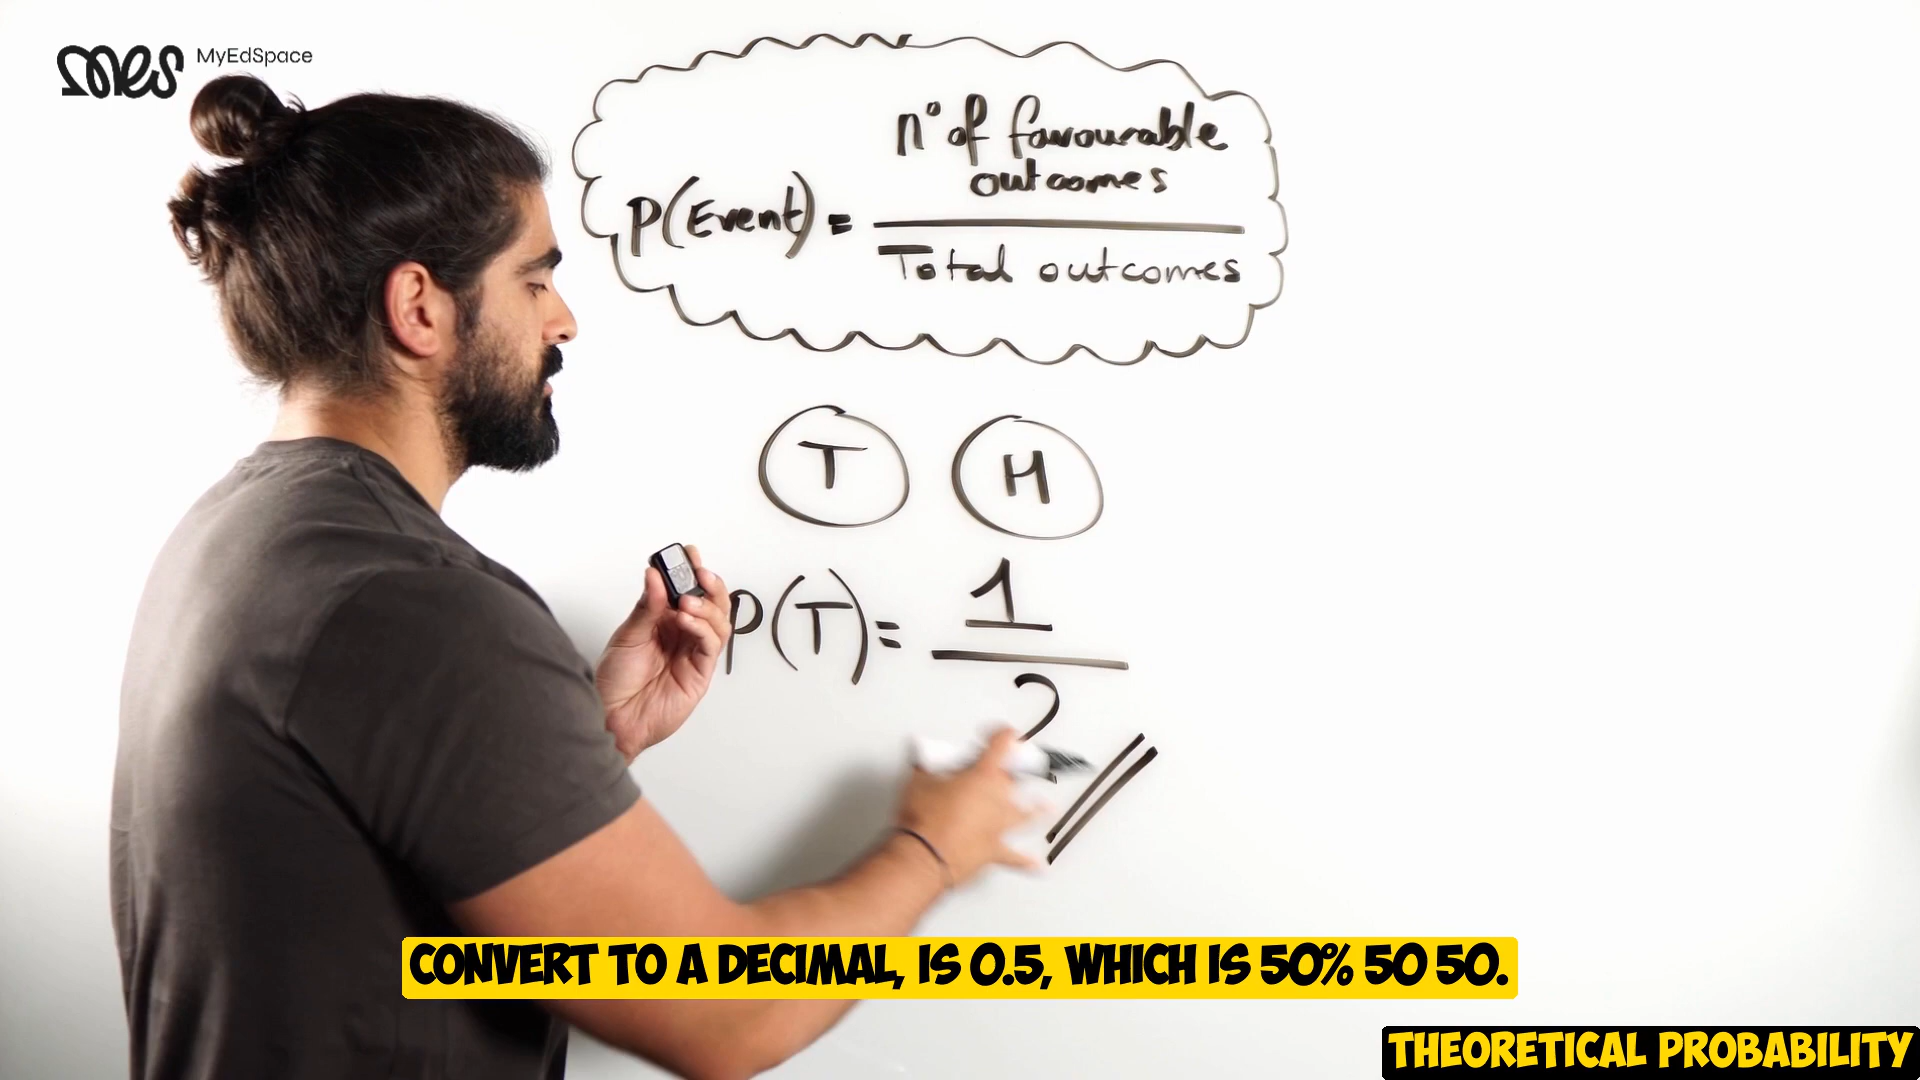 mes MyEdSpace
n° of favourable
outcomes
P(Event) =
Total outcomes
T H
P(T) = 1
2
CONVERT TO A DECIMAL, IS 0.5, WHICH IS 50% 50 50.
THEORETICAL PROBABILITY